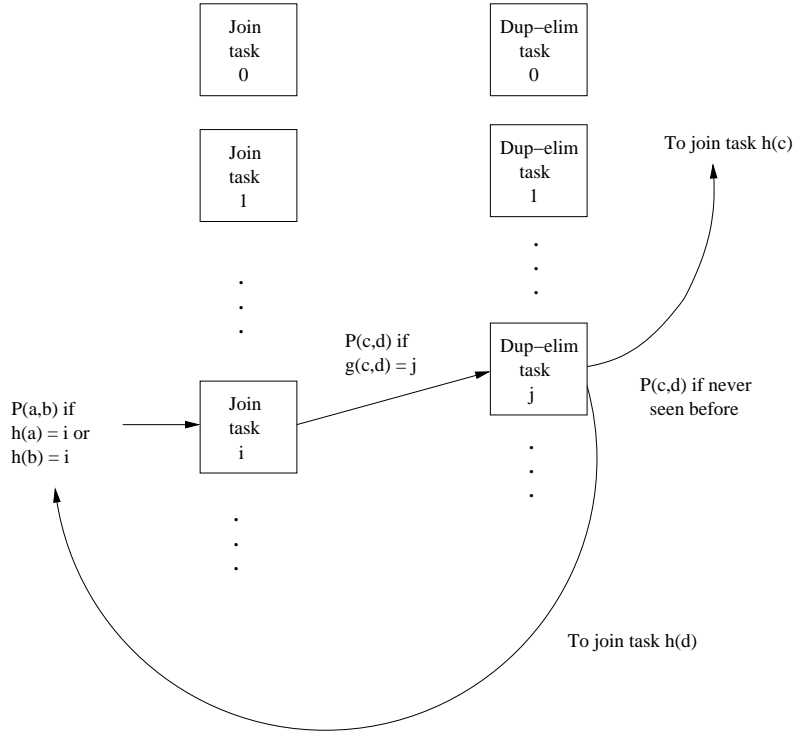 Join
task
0
Dup−elim
task
0
Join
task
1
Dup−elim
task
1
To join task h(c)
.
.
.
.
.
.
P(c,d) if
g(c,d) = j
Dup−elim
task
j
P(c,d) if never
seen before
P(a,b) if
h(a) = i or
h(b) = i
Join
task
i
.
.
.
.
.
.
To join task h(d)